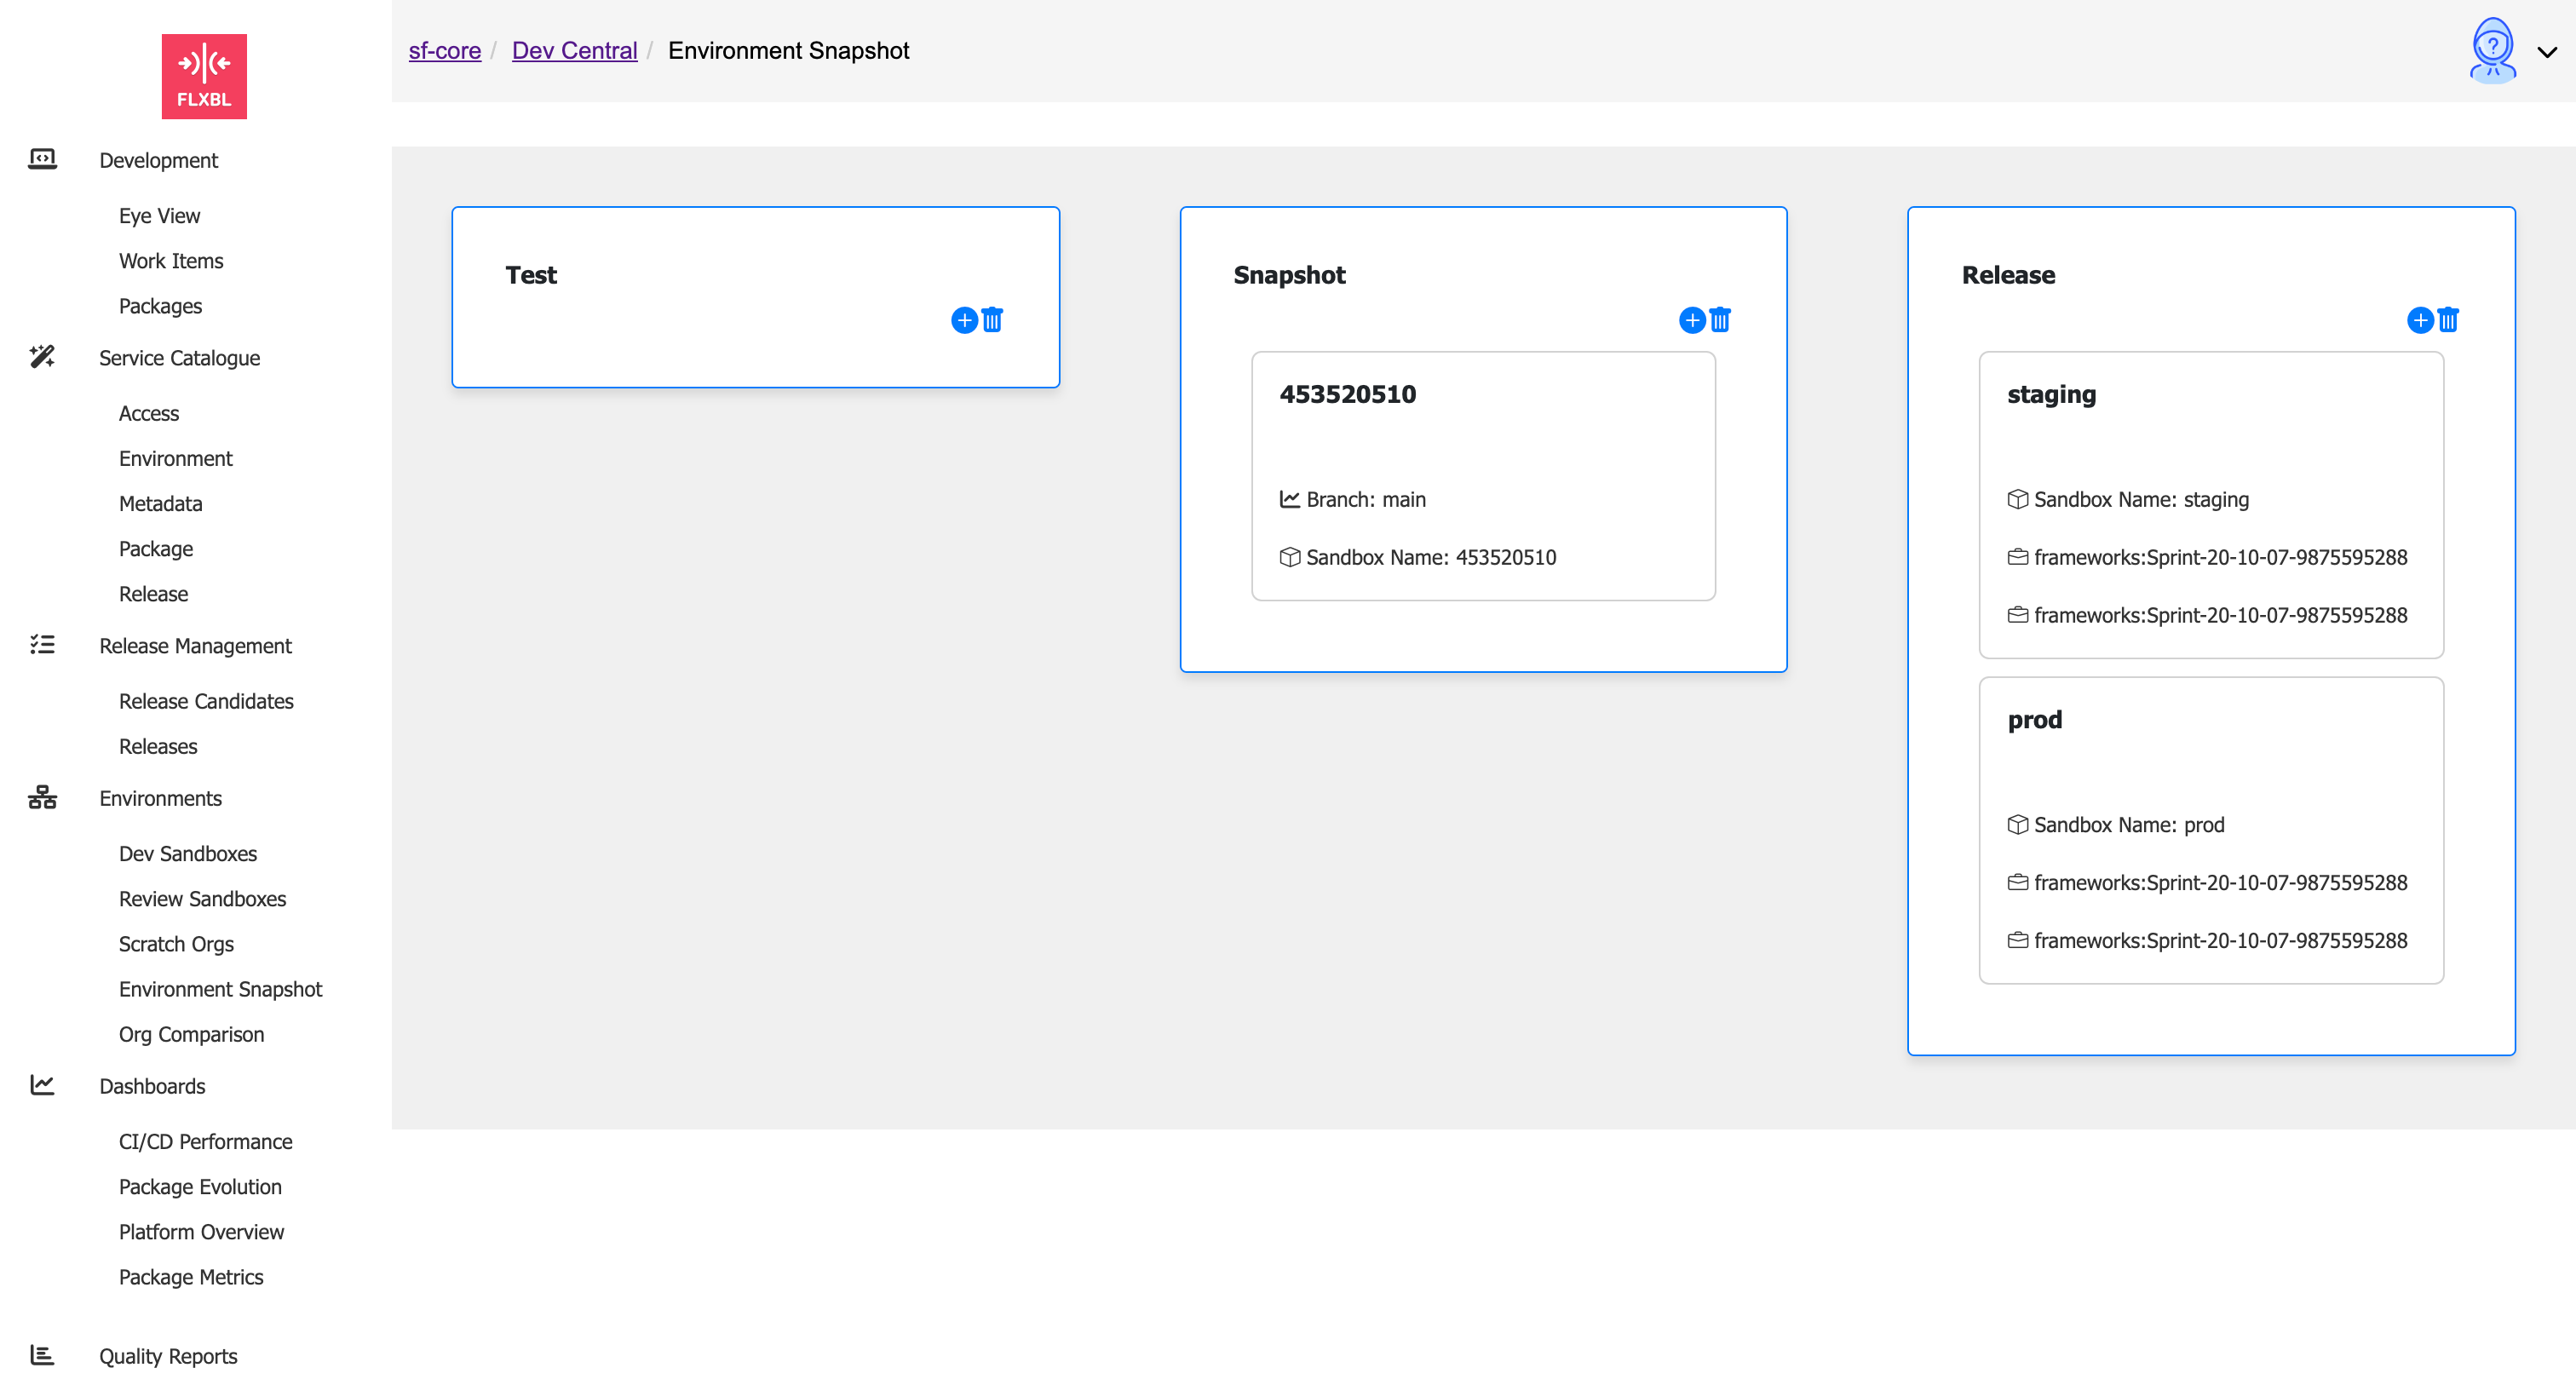 FLXBL
Development
Eye View
Work Items
Packages
Service Catalogue
Access
Environment
Metadata
Package
Release
Release Management
Release Candidates
Releases
Environments
Dev Sandboxes
Review Sandboxes
Scratch Orgs
Environment Snapshot
Org Comparison
Dashboards
CI/CD Performance
Package Evolution
Platform Overview
Package Metrics
Quality Reports
sf-core / Dev Central / Environment Snapshot
?
Test
Snapshot
453520510
Branch: main
Sandbox Name: 453520510
Release
staging
Sandbox Name: staging
frameworks:Sprint-20-10-07-9875595288
frameworks:Sprint-20-10-07-9875595288
prod
Sandbox Name: prod
frameworks:Sprint-20-10-07-9875595288
frameworks:Sprint-20-10-07-9875595288